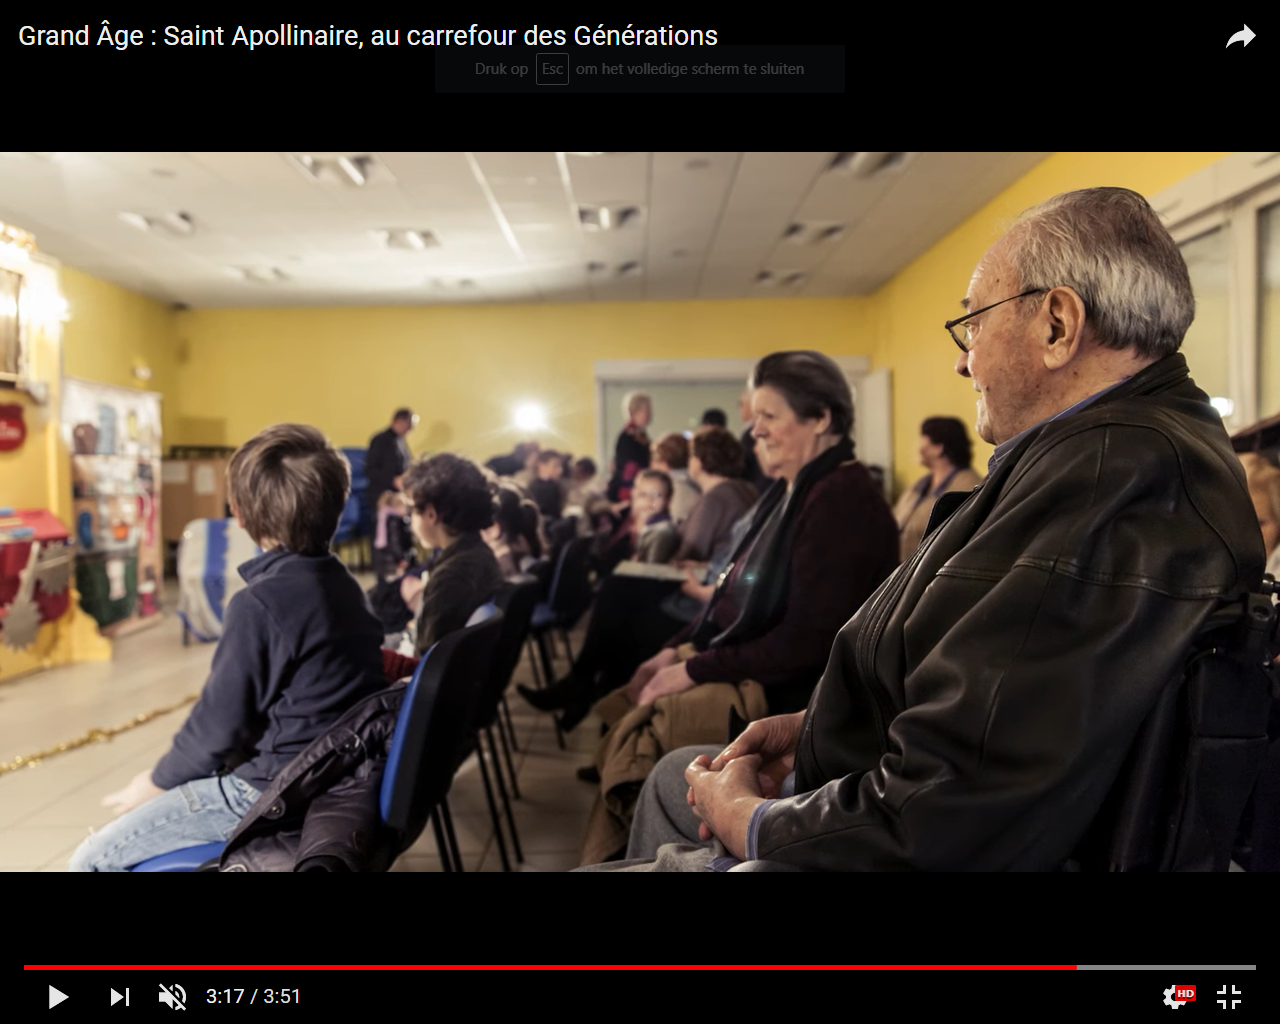 Grand Âge : Saint Apollinaire, au carrefour des Générations
Druk op Esc om het volledige scherm te sluiten
3:17 / 3:51
HD